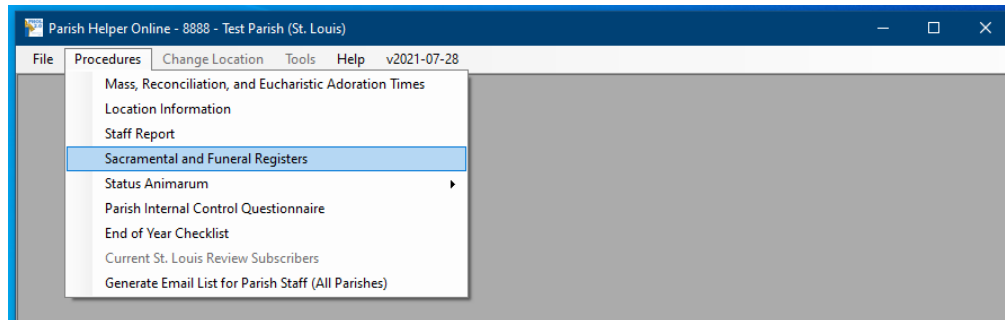 Parish Helper Online - 8888 - Test Parish (St. Louis)
File Procedures Change Location Tools Help v2021-07-28
Mass, Reconciliation, and Eucharistic Adoration Times
Location Information
Staff Report
Sacramental and Funeral Registers
Status Animarum
Parish Internal Control Questionnaire
End of Year Checklist
Current St. Louis Review Subscribers
Generate Email List for Parish Staff (All Parishes)